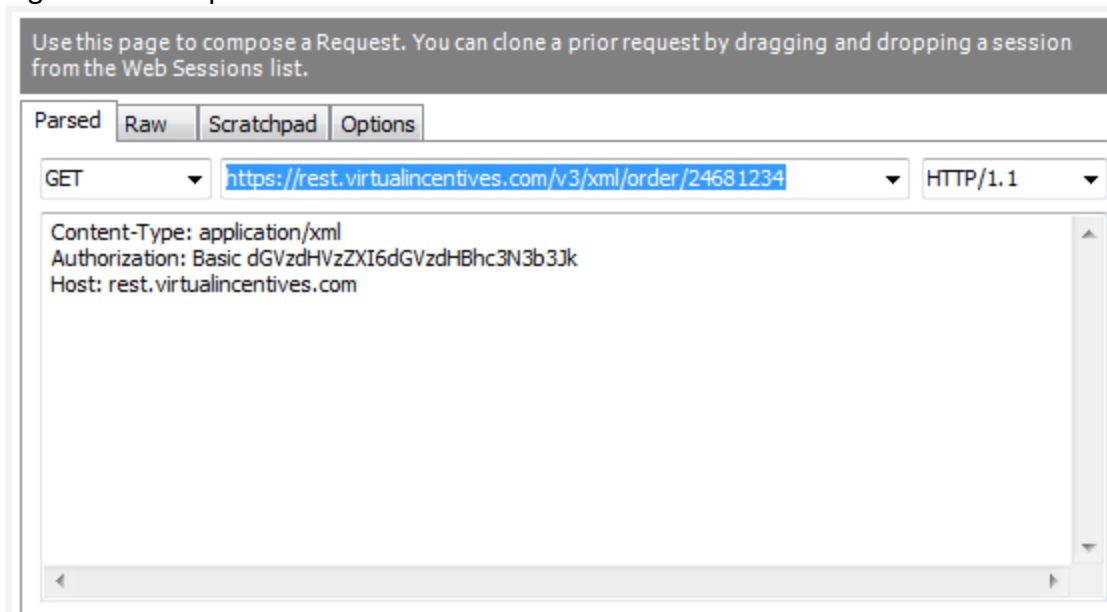 Use this page to compose a Request. You can clone a prior request by dragging and dropping a session
from the Web Sessions list.
Parsed Raw Scratchpad Options
GET https://rest.virtualincentives.com/v3/xml/order/24681234 HTTP/1.1
Content-Type: application/xml
Authorization: Basic dGVzdHVzZXI6dGVzdHBhc3N3b3Jk
Host: rest.virtualincentives.com